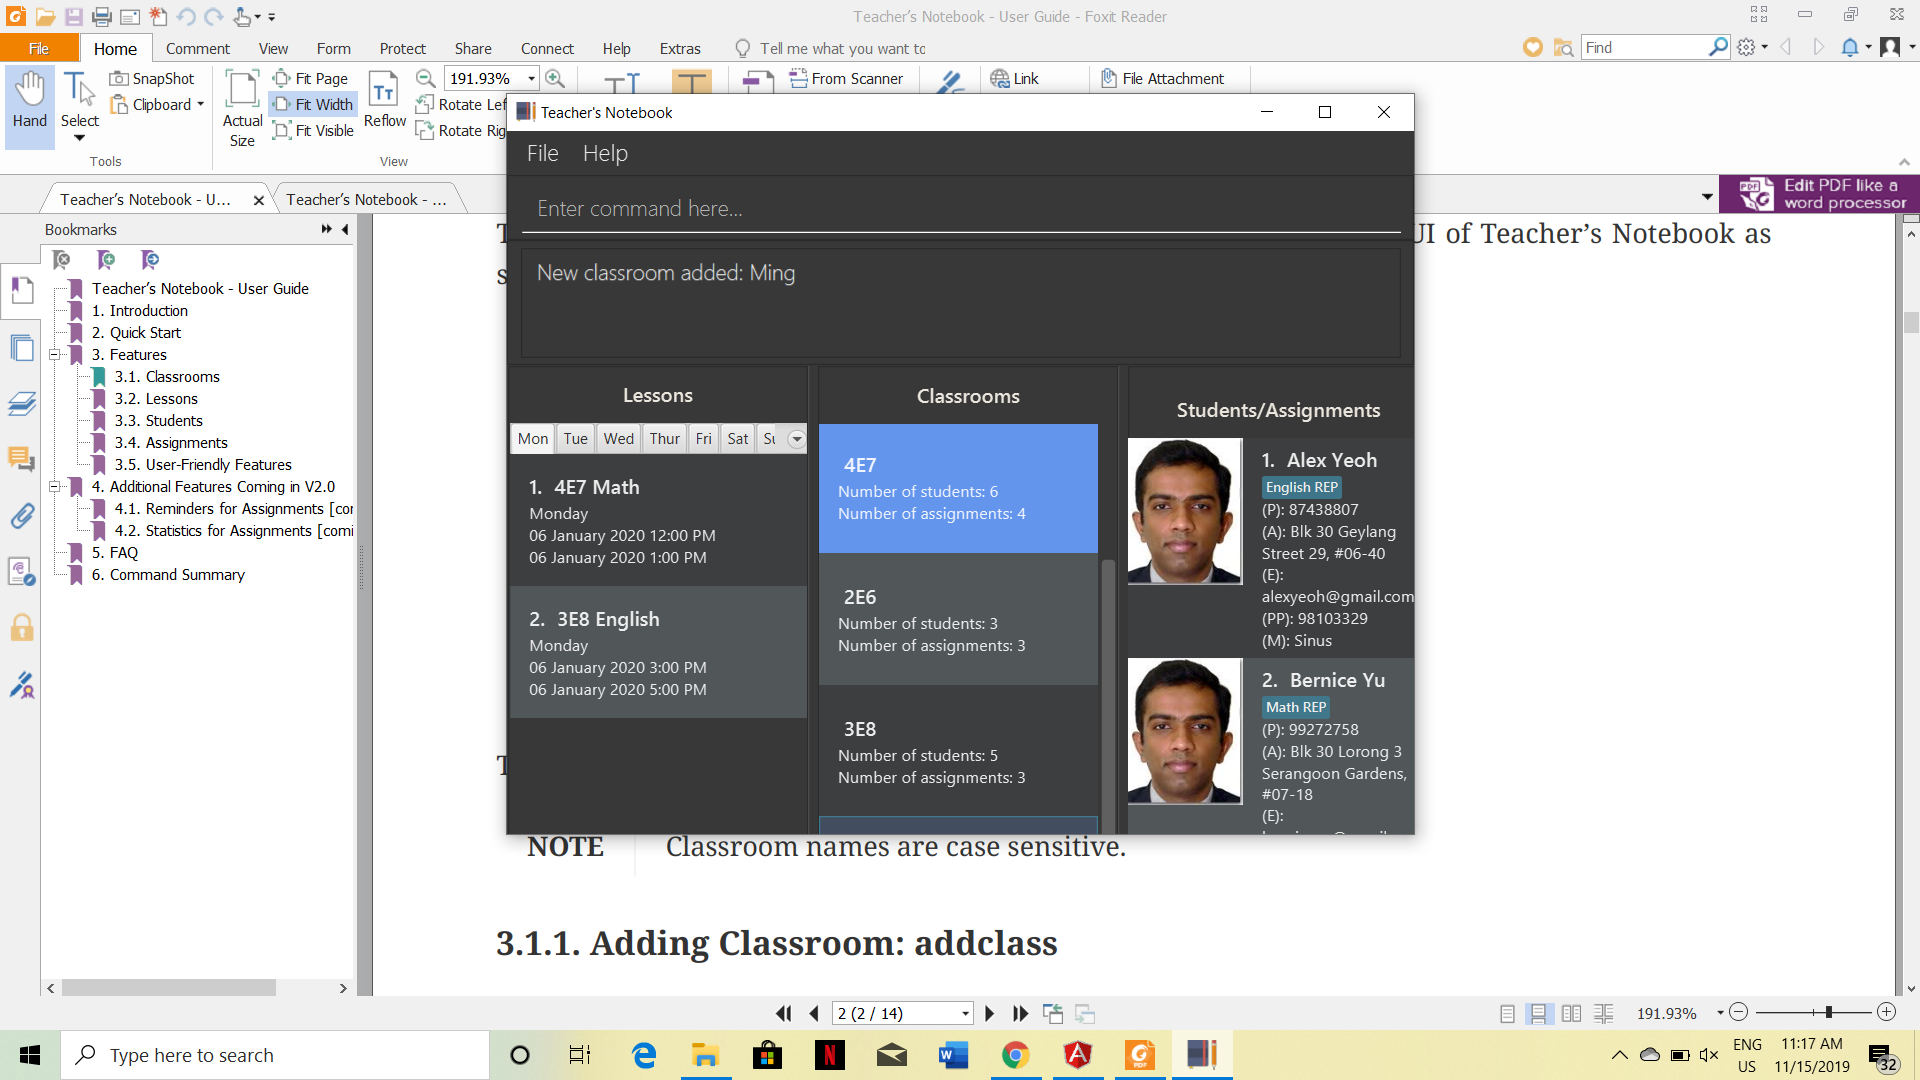 Teacher’s Notebook - User Guide - Foxit Reader
File
Home
Comment
View
Form
Protect
Share
Connect
Help
Extras
Tell me what you want to
Find
Hand
Select
SnapShot
Clipboard
Tools
Actual
Size
Fit Page
Fit Width
Fit Visible
Reflow
191.93%
Rotate Lef
Rotate Rig
View
From Scanner
Link
File Attachment
Teacher’s Notebook - U...
Teacher’s Notebook - ...
Edit PDF like a
word processor
Bookmarks
Teacher’s Notebook - User Guide
1. Introduction
2. Quick Start
3. Features
3.1. Classrooms
3.2. Lessons
3.3. Students
3.4. Assignments
3.5. User-Friendly Features
4. Additional Features Coming in V2.0
4.1. Reminders for Assignments [cor
4.2. Statistics for Assignments [comi
5. FAQ
6. Command Summary
UI of Teacher’s Notebook as
s
Teacher's Notebook
File
Help
Enter command here...
New classroom added: Ming
Lessons
Mon
Tue
Wed
Thur
Fri
Sat
Su
1. 4E7 Math
Monday
06 January 2020 12:00 PM
06 January 2020 1:00 PM
2. 3E8 English
Monday
06 January 2020 3:00 PM
06 January 2020 5:00 PM
Classrooms
4E7
Number of students: 6
Number of assignments: 4
2E6
Number of students: 3
Number of assignments: 3
3E8
Number of students: 5
Number of assignments: 3
Students/Assignments
1. Alex Yeoh
English REP
(P): 87438807
(A): Blk 30 Geylang
Street 29, #06-40
(E):
alexyeoh@gmail.com
(PP): 98103329
(M): Sinus
2. Bernice Yu
Math REP
(P): 99272758
(A): Blk 30 Lorong 3
Serangoon Gardens,
#07-18
(E):
NOTE
Classroom names are case sensitive.
3.1.1. Adding Classroom: addclass
2 (2 / 14)
191.93%
Type here to search
ENG
US
11:17 AM
11/15/2019
32